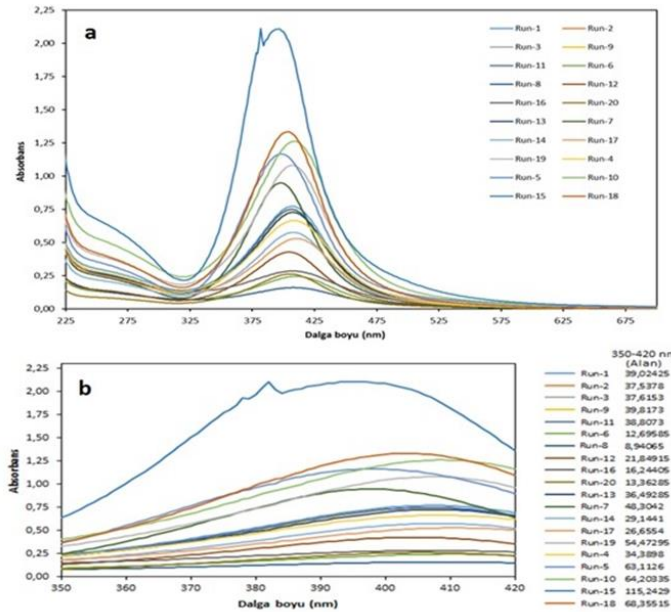 a
2,25
2,00
1,75
1,50
1,25
1,00
0,75
0,50
0,25
0,00
Absorbans
225 275 325 375 425 475 525 575 625 675
Dalga boyu (nm)
Run-1 Run-2
Run-3 Run-9
Run-11 Run-6
Run-8 Run-12
Run-16 Run-20
Run-13 Run-7
Run-14 Run-17
Run-19 Run-4
Run-5 Run-10
Run-15 Run-18
b
2,25
2,00
1,75
1,50
1,25
1,00
0,75
0,50
0,25
0,00
Absorbans
350 360 370 380 390 400 410 420
Dalga boyu (nm)
350-420 nm
(Alan)
Run-1 39,02425
Run-2 37,5378
Run-3 37,6153
Run-9 39,8173
Run-11 38,8073
Run-6 12,69585
Run-8 8,94065
Run-12 21,84915
Run-16 16,24405
Run-20 13,36285
Run-13 36,49285
Run-7 48,3042
Run-14 29,1441
Run-17 26,6554
Run-19 54,47295
Run-4 34,3898
Run-5 63,1126
Run-10 64,20335
Run-15 115,2428
Run-18 68,35515